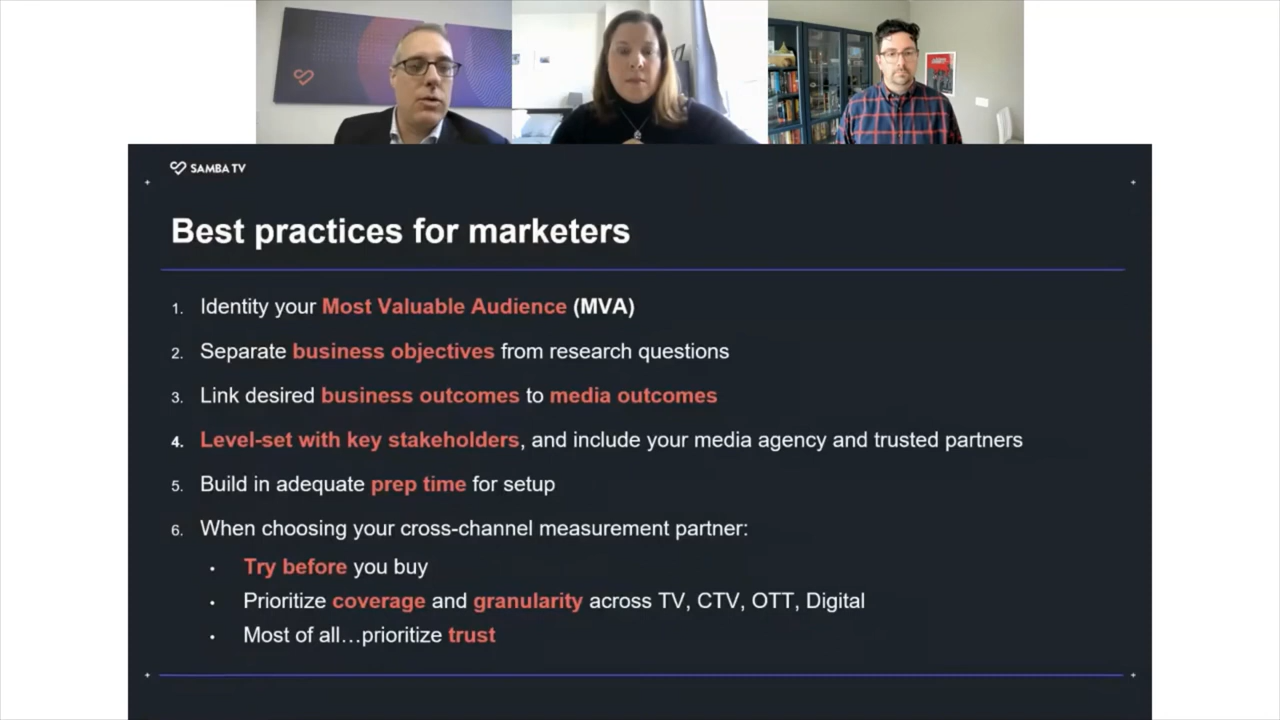 SAMBA TV
Best practices for marketers
1. Identity your Most Valuable Audience (MVA)
2. Separate business objectives from research questions
3. Link desired business outcomes to media outcomes
4. Level-set with key stakeholders, and include your media agency and trusted partners
5. Build in adequate prep time for setup
6. When choosing your cross-channel measurement partner:
• Try before you buy
• Prioritize coverage and granularity across TV, CTV, OTT, Digital
• Most of all…prioritize trust